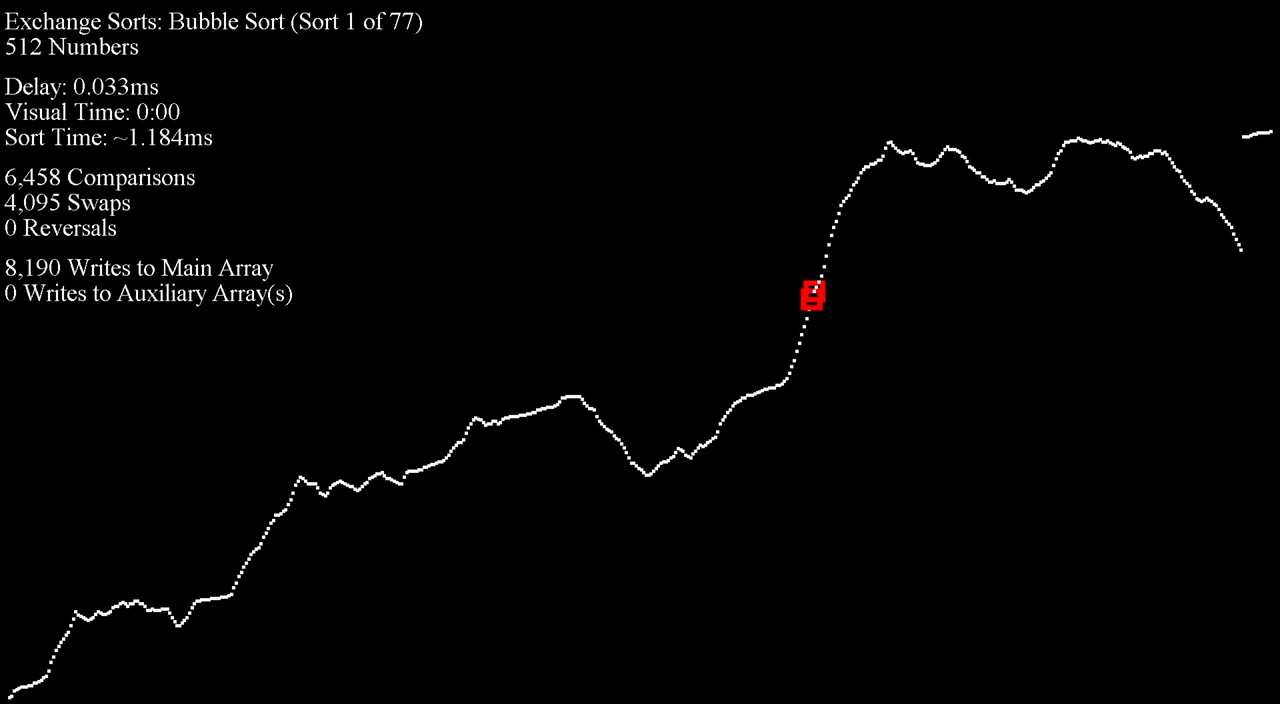 Exchange Sorts: Bubble Sort (Sort 1 of 77)
512 Numbers
Delay: 0.033ms
Visual Time: 0:00
Sort Time: ~1.184ms
6,458 Comparisons
4,095 Swaps
0 Reversals
8,190 Writes to Main Array
0 Writes to Auxiliary Array(s)